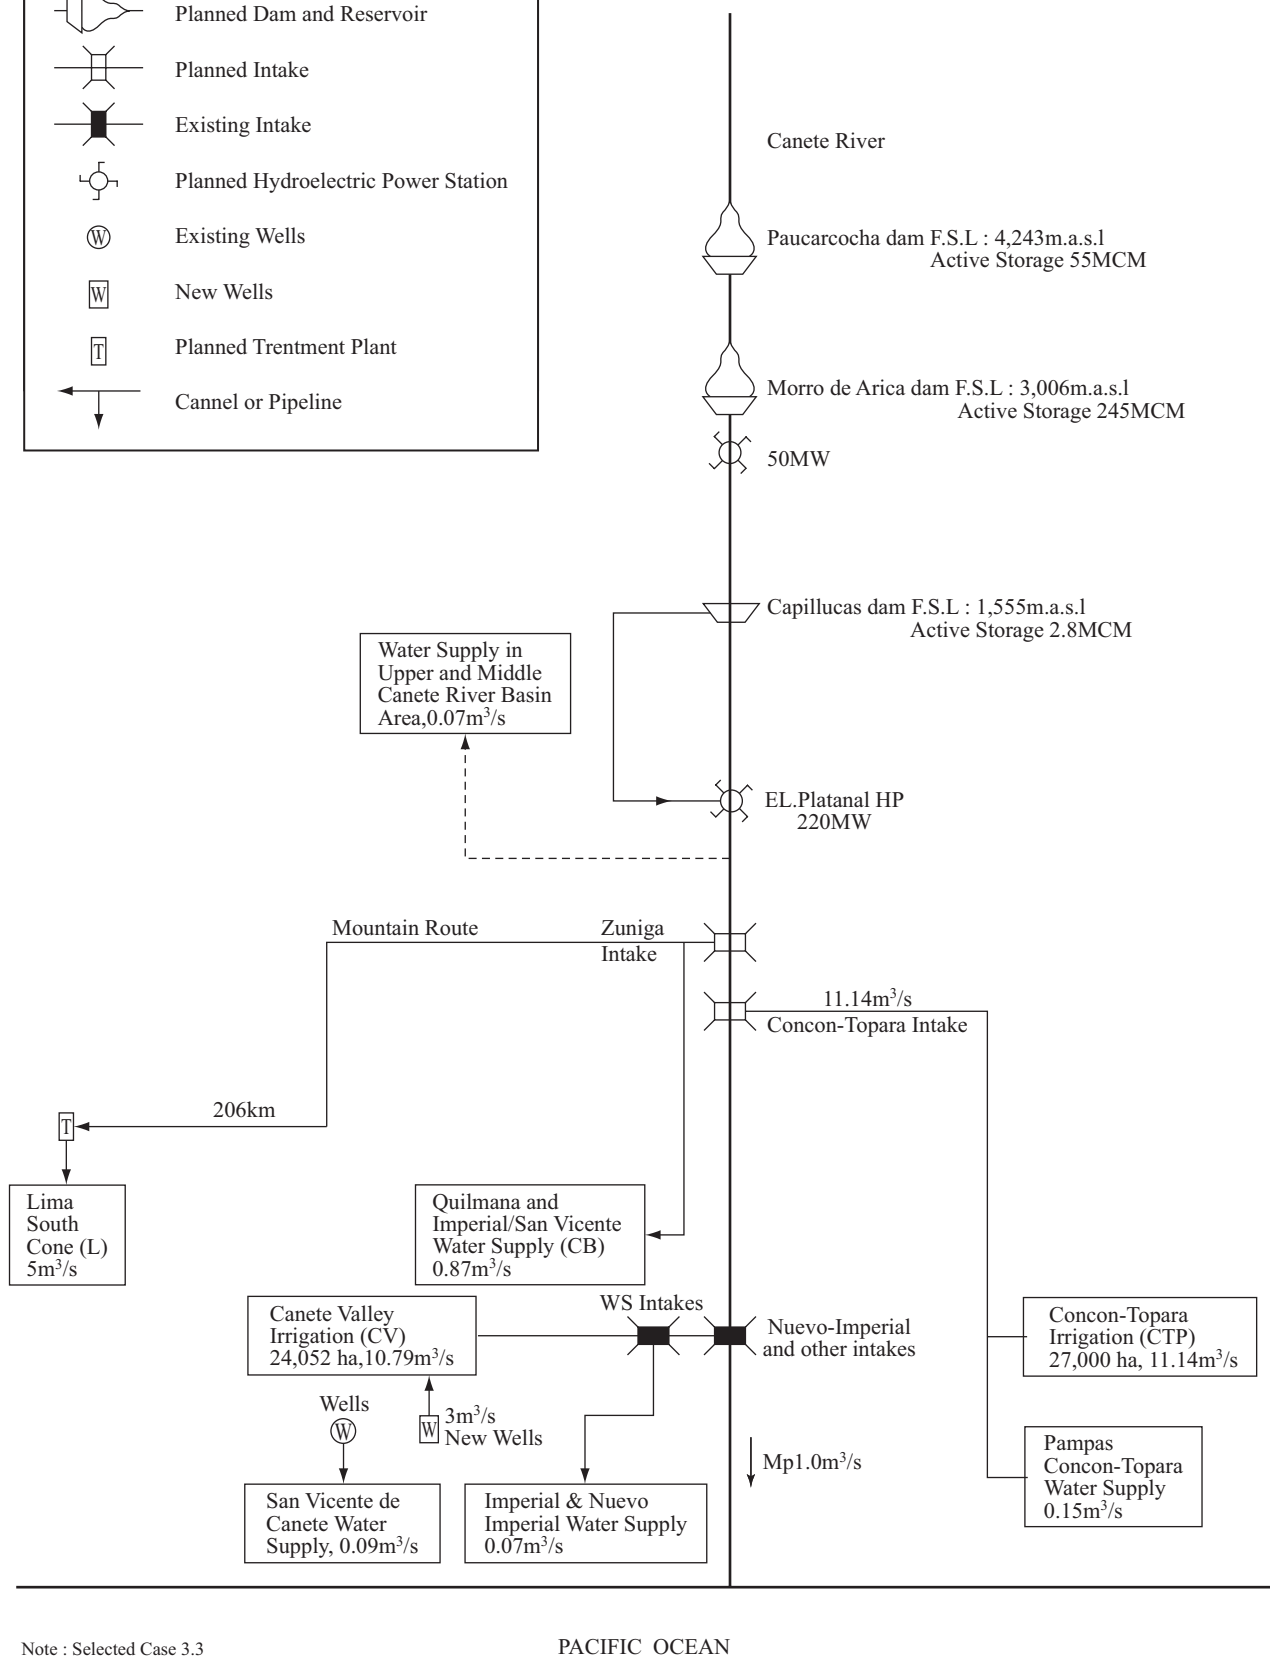 Planned Dam and Reservoir
Planned Intake
Existing Intake
Planned Hydroelectric Power Station
W
Existing Wells
W
New Wells
T
Planned Trentment Plant
Cannel or Pipeline
Canete River
Paucarcocha dam F.S.L : 4,243m.a.s.l
Active Storage 55MCM
Morro de Arica dam F.S.L : 3,006m.a.s.l
Active Storage 245MCM
50MW
Capillucas dam F.S.L : 1,555m.a.s.l
Active Storage 2.8MCM
Water Supply in
Upper and Middle
Canete River Basin
Area,0.07m³/s
EL.Platanal HP
220MW
Mountain Route
Zuniga
Intake
11.14m³/s
Concon-Topara Intake
206km
T
Lima
South
Cone (L)
5m³/s
Quilmana and
Imperial/San Vicente
Water Supply (CB)
0.87m³/s
WS Intakes
Canete Valley
Irrigation (CV)
24,052 ha,10.79m³/s
Nuevo-Imperial
and other intakes
Concon-Topara
Irrigation (CTP)
27,000 ha, 11.14m³/s
Wells
W
W
3m³/s
New Wells
Mp1.0m³/s
Pampas
Concon-Topara
Water Supply
0.15m³/s
San Vicente de
Canete Water
Supply, 0.09m³/s
Imperial & Nuevo
Imperial Water Supply
0.07m³/s
Note : Selected Case 3.3
PACIFIC OCEAN